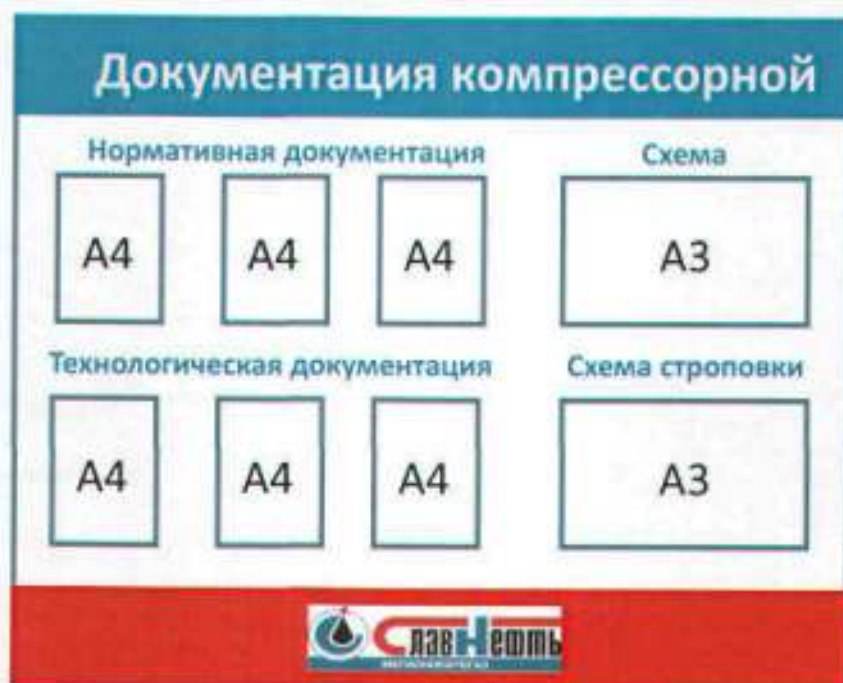 Документация компрессорной
Нормативная документация
Схема
А4 А4 А4 А3
Технологическая документация
Схема строповки
А4 А4 А4 А3
СлавНефть